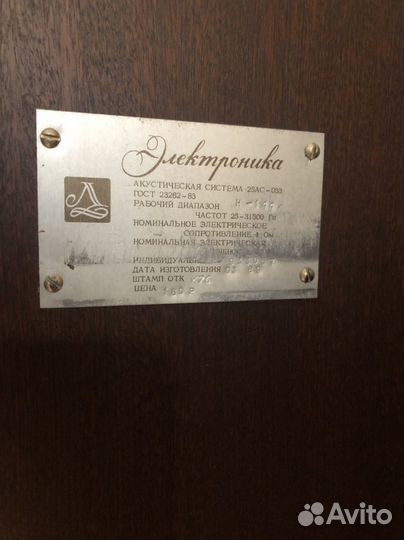 Электроника
АКУСТИЧЕСКАЯ СИСТЕМА 25АС-033
ГОСТ 23262-83
РАБОЧИЙ ДИАПАЗОН
ЧАСТОТ 25-31500 Гц
НОМИНАЛЬНОЕ ЭЛЕКТРИЧЕСКОЕ
СОПРОТИВЛЕНИЕ 4 Ом
НОМИНАЛЬНАЯ ЭЛЕКТРИЧЕСКАЯ
ДАТА ИЗГОТОВЛЕНИЯ
ШТАМП ОТК
ЦЕНА 160 Р
Avito